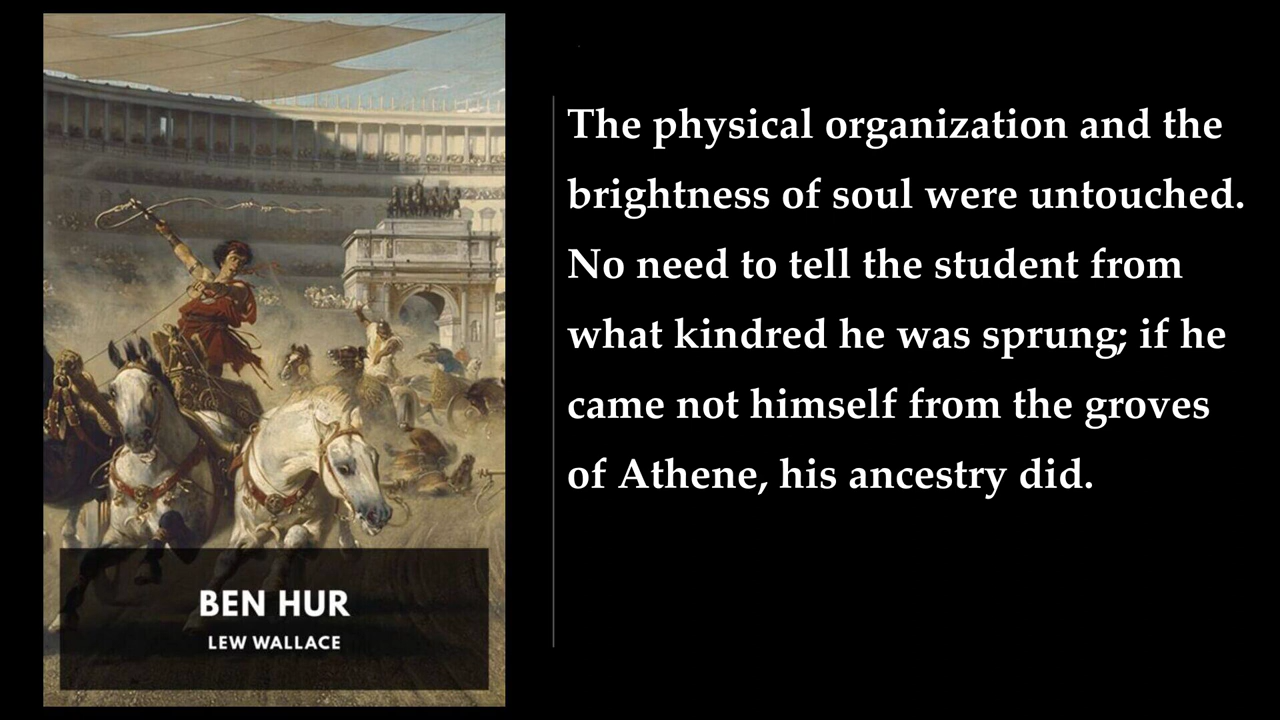 BEN HUR
LEW WALLACE
The physical organization and the
brightness of soul were untouched.
No need to tell the student from
what kindred he was sprung; if he
came not himself from the groves
of Athene, his ancestry did.